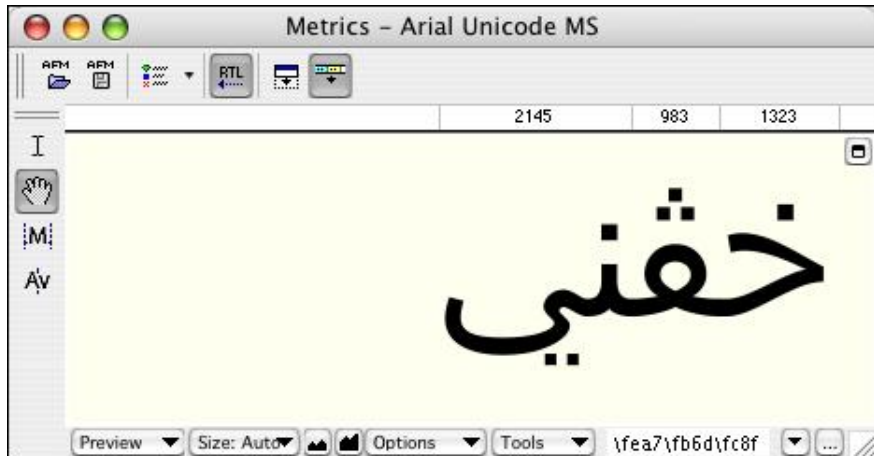 Metrics – Arial Unicode MS
AFM AFM RTL
2145 983 1323
M
AV
خڤني
Preview Size: Auto Options Tools \fea7\fb6d\fc8f ...